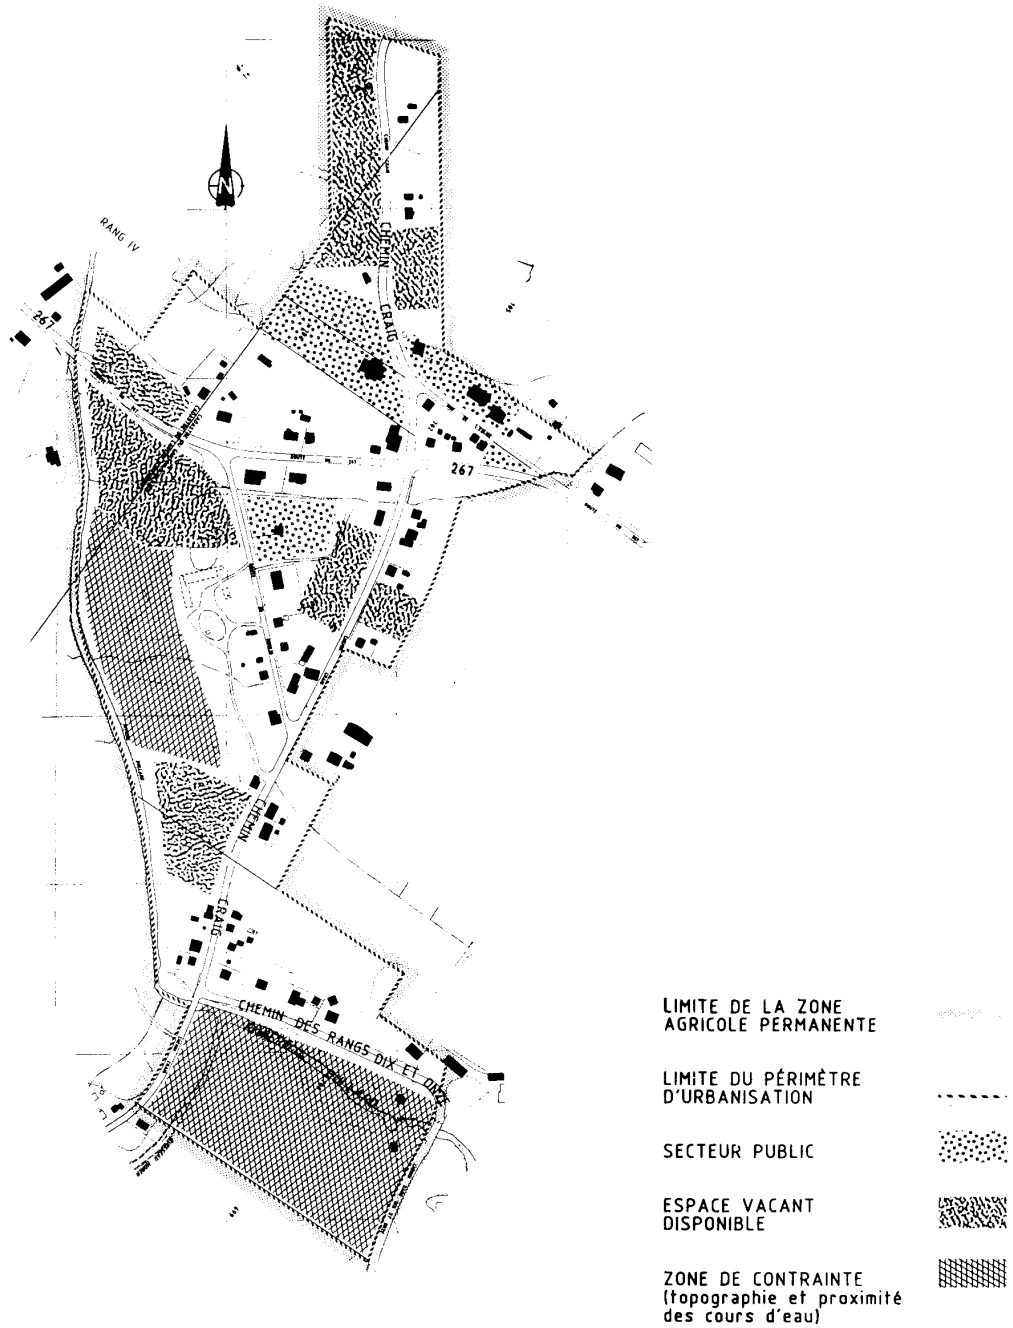 N
RANG IV
267
CHEMIN
CRAIG
267
CHEMIN
CRAIG
CHEMIN DES RANGS DIX ET ONZE
LIMITE DE LA ZONE
AGRICOLE PERMANENTE
LIMITE DU PÉRIMÈTRE
D'URBANISATION
SECTEUR PUBLIC
ESPACE VACANT
DISPONIBLE
ZONE DE CONTRAINTE
(topographie et proximité
des cours d'eau)